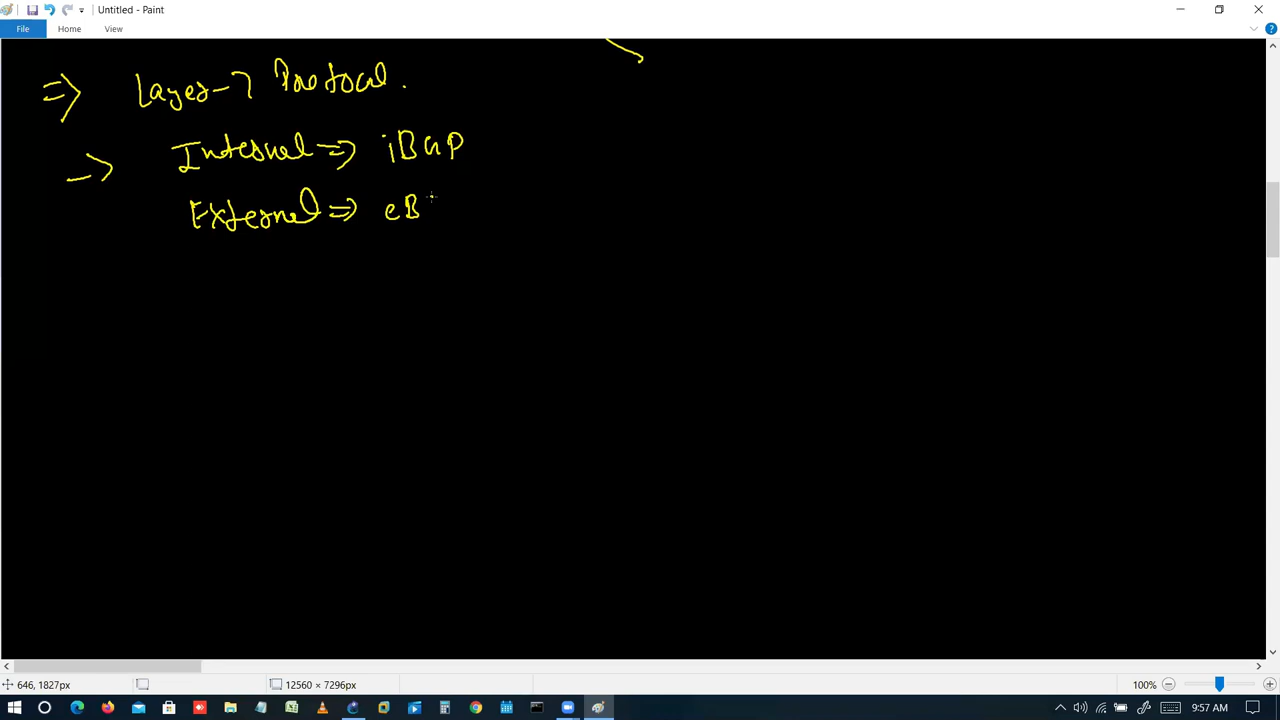 Untitled - Paint
File Home View
=> Layer-7 Protocol.
-> Internal => iBGP
External => eB
646, 1827px 12560 × 7296px 100%
9:57 AM